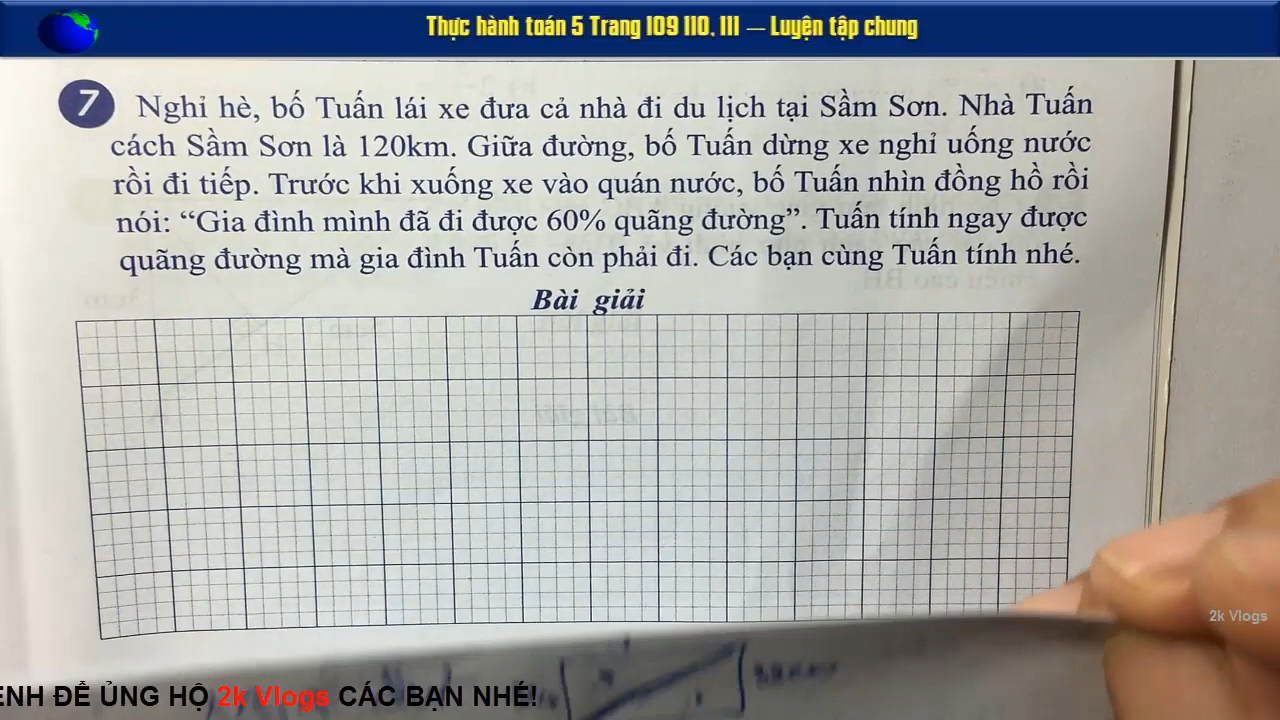 Thực hành toán 5 Trang 109 110, 111 – Luyện tập chung
7 Nghỉ hè, bố Tuấn lái xe đưa cả nhà đi du lịch tại Sầm Sơn. Nhà Tuấn
cách Sầm Sơn là 120km. Giữa đường, bố Tuấn dừng xe nghỉ uống nước
rồi đi tiếp. Trước khi xuống xe vào quán nước, bố Tuấn nhìn đồng hồ rồi
nói: “Gia đình mình đã đi được 60% quãng đường”. Tuấn tính ngay được
quãng đường mà gia đình Tuấn còn phải đi. Các bạn cùng Tuấn tính nhé.
Bài giải
2k Vlogs
ENH ĐỂ ỦNG HỘ 2k Vlogs CÁC BẠN NHÉ!